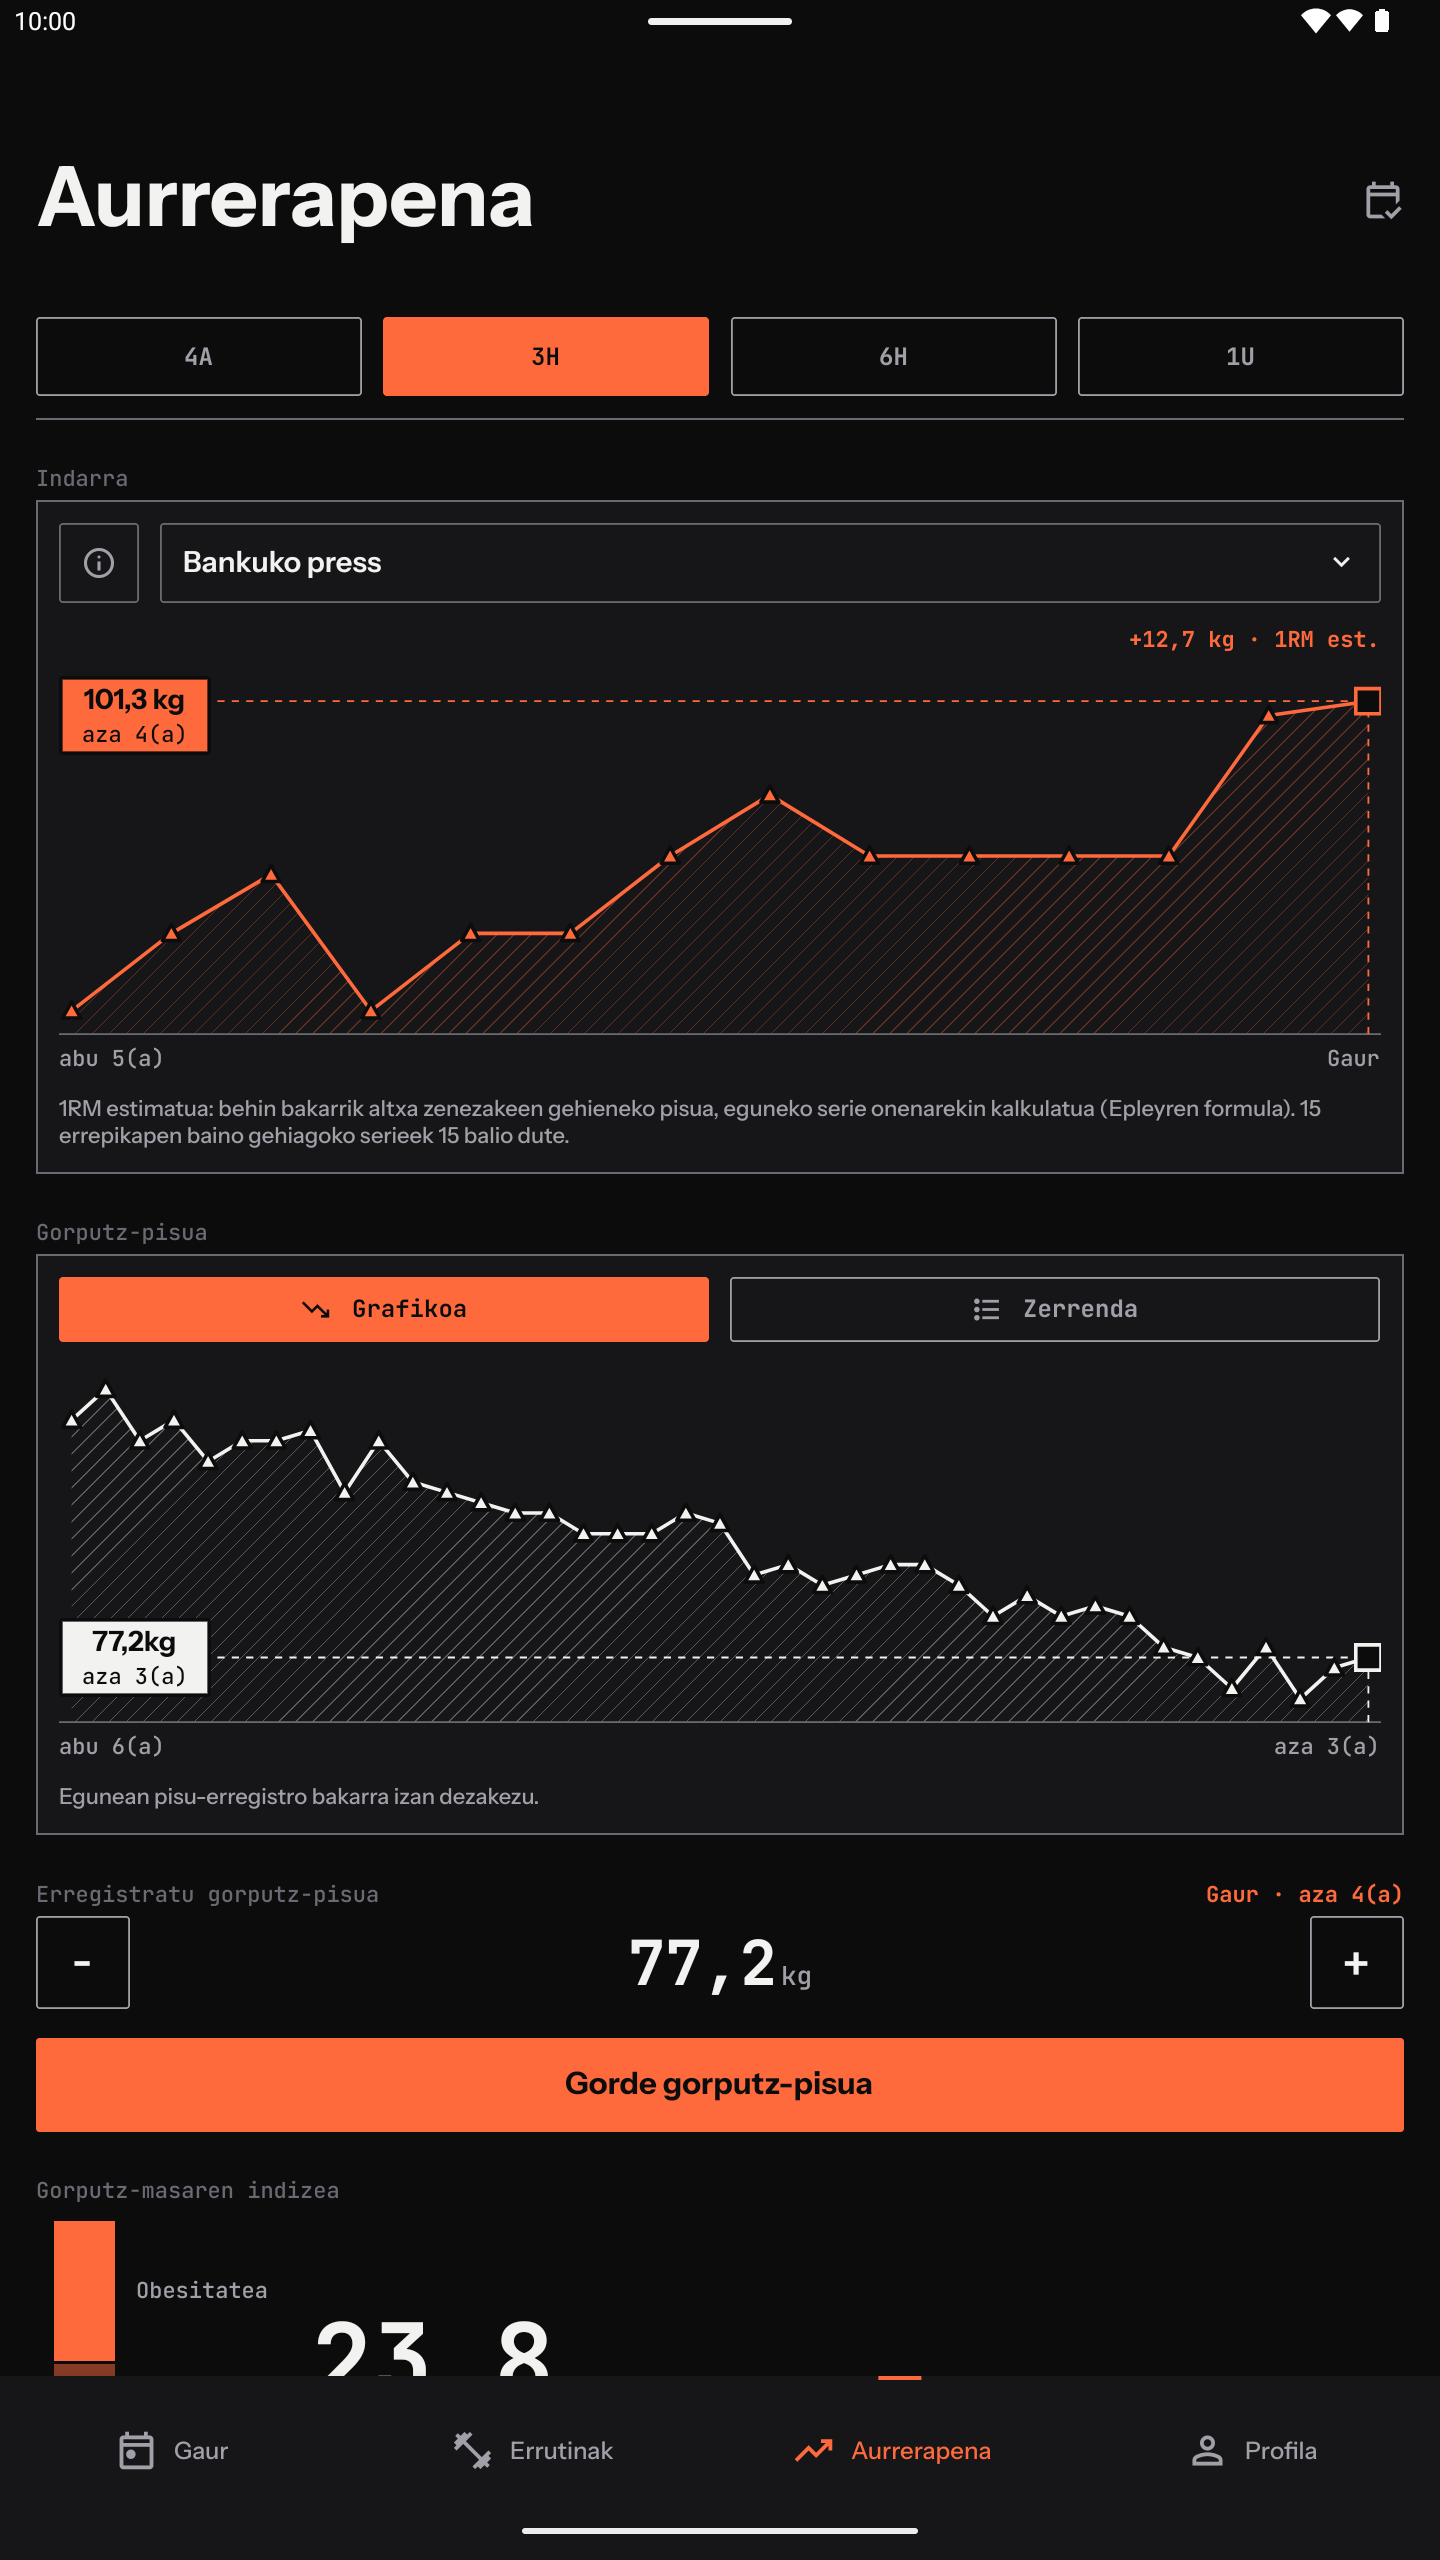 10:00
Aurrerapena
4A
3H
6H
1U
Indarra
Bankuko press
+12,7 kg · 1RM est.
101,3 kg
aza 4(a)
abu 5(a)
Gaur
1RM estimatua: behin bakarrik altxa zenezakeen gehieneko pisua, eguneko serie onenarekin kalkulatua (Epleyren formula). 15
errepikapen baino gehiagoko serieek 15 balio dute.
Gorputz-pisua
Grafikoa
Zerrenda
77,2kg
aza 3(a)
abu 6(a)
aza 3(a)
Egunean pisu-erregistro bakarra izan dezakezu.
Erregistratu gorputz-pisua
Gaur · aza 4(a)
-
77,2kg
+
Gorde gorputz-pisua
Gorputz-masaren indizea
Obesitatea
23,8
Gaur
Errutinak
Aurrerapena
Profila